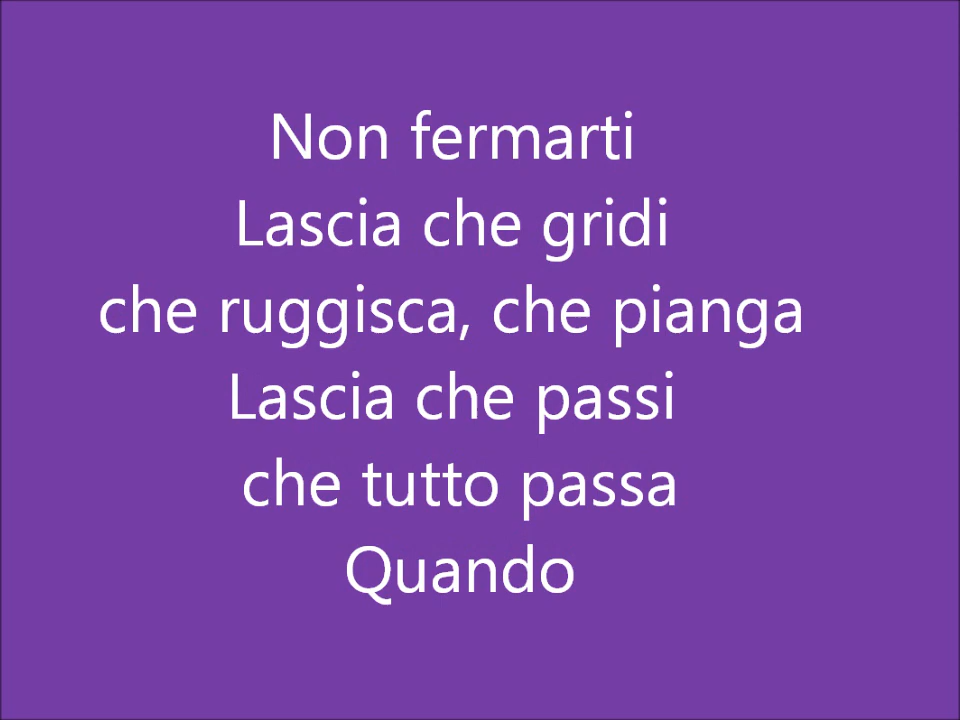 Non fermarti
Lascia che gridi
che ruggisca, che pianga
Lascia che passi
che tutto passa
Quando